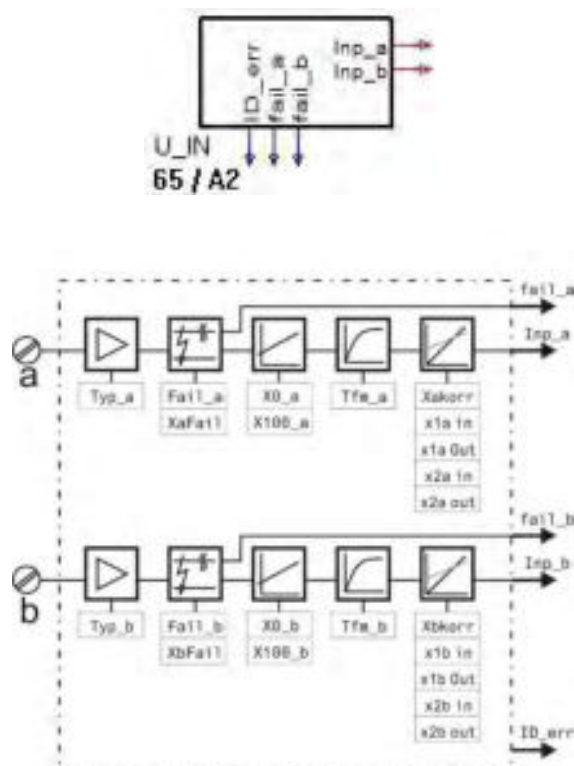 Inp_a
Inp_b
ID_err
fail_a
fail_b
U_IN
65 / A2
fail_a
Inp_a
a
Typ_a
Fail_a
X0_a
Tfm_a
Xakorr
XaFail
X100_a
x1a in
x1a Out
x2a in
x2a out
fail_b
Inp_b
b
Typ_b
Fail_b
X0_b
Tfm_b
Xbkorr
XbFail
X100_b
x1b in
x1b Out
x2b in
x2b out
ID_err